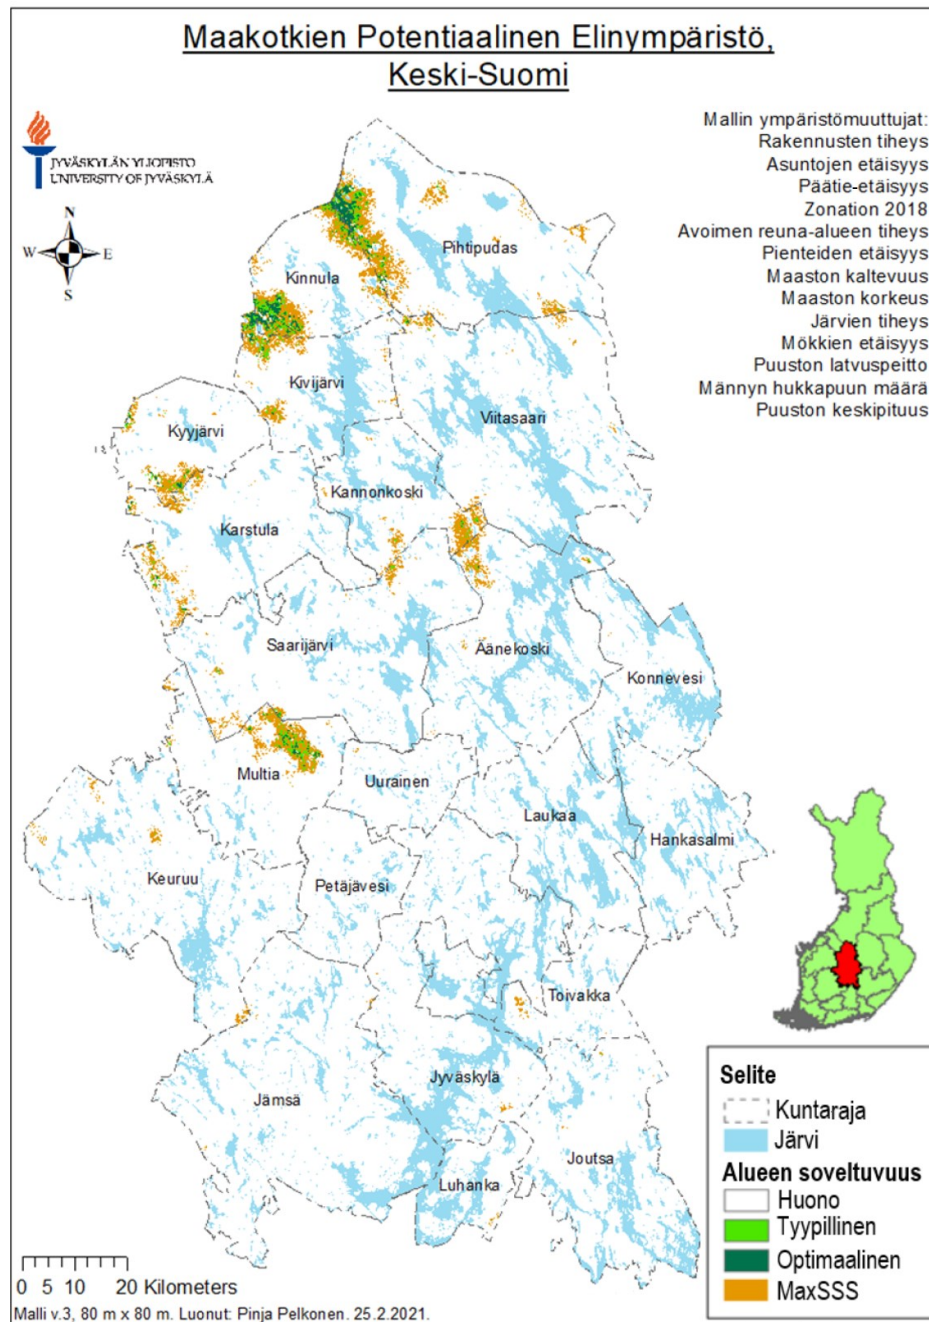 Maakotkien Potentiaalinen Elinympäristö,
Keski-Suomi
JYVÄSKYLÄN YLIOPISTO
UNIVERSITY OF JYVÄSKYLÄ
N
W
E
S
Mallin ympäristömuuttujat:
Rakennusten tiheys
Asuntojen etäisyys
Päätie-etäisyys
Zonation 2018
Avoimen reuna-alueen tiheys
Pienteiden etäisyys
Maaston kaltevuus
Maaston korkeus
Järvien tiheys
Mökkien etäisyys
Puuston latvuspeitto
Männyn hukkapuun määrä
Puuston keskipituus
Pihtipudas
Kinnula
Kivijärvi
Viitasaari
Kyyjärvi
Kannonkoski
Karstula
Saarijärvi
Äänekoski
Konnevesi
Multia
Uurainen
Laukaa
Hankasalmi
Keuruu
Petäjävesi
Toivakka
Jyväskylä
Jämsä
Joutsa
Luhanka
Selite
Kuntaraja
Järvi
Alueen soveltuvuus
Huono
Tyypillinen
Optimaalinen
MaxSSS
0 5 10 20 Kilometers
Malli v.3, 80 m x 80 m. Luonut: Pinja Pelkonen. 25.2.2021.